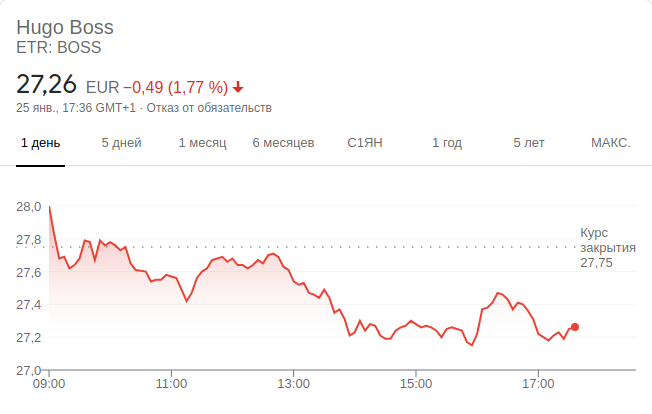 Hugo Boss
ETR: BOSS
27,26 EUR −0,49 (1,77 %)
25 янв., 17:36 GMT+1 · Отказ от обязательств
1 день 5 дней 1 месяц 6 месяцев С1ЯН 1 год 5 лет МАКС.
28,0
Курс
27,8
закрытия
27,75
27,6
27,4
27,2
27,0
09:00 11:00 13:00 15:00 17:00